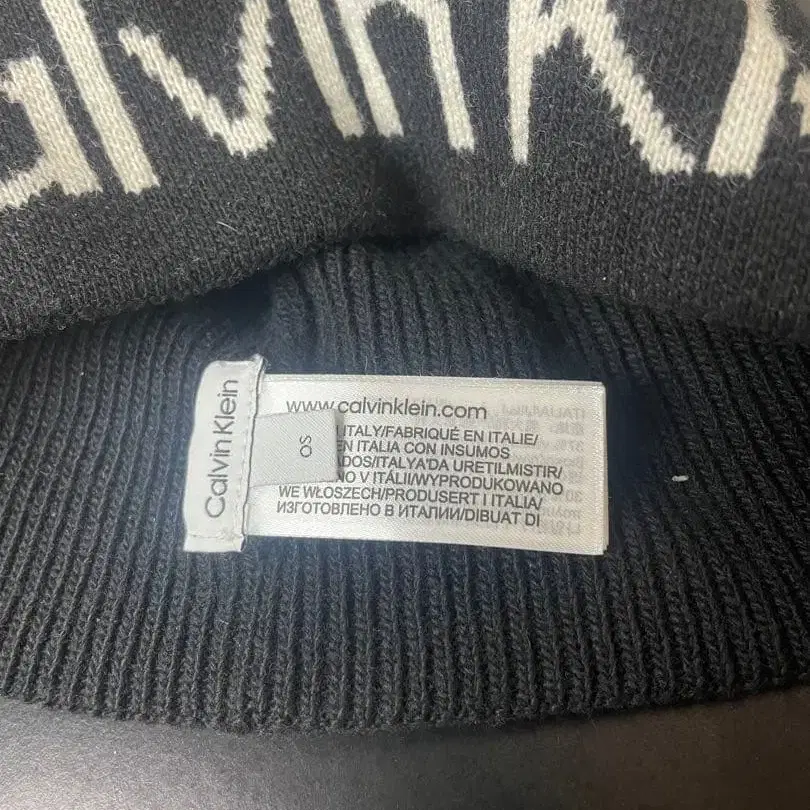 alvin K
Calvin Klein
OS
www.calvinklein.com
ITALY/FABRIQUÉ EN ITALIE/
EN ITALIA CON INSUMOS
ADOS/ITALYA'DA URETILMISTIR/
NO V ITÁLII/WYPRODUKOWANO
WE WŁOSZECH/PRODUSERT I ITALIA/
ИЗГОТОВЛЕНО В ИТАЛИИ/DIBUAT DI